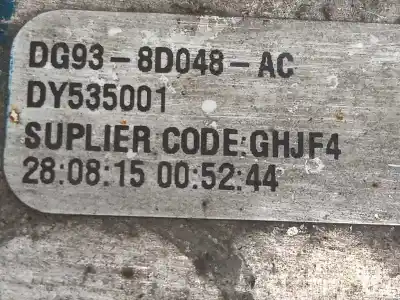 DG93-8D048-AC
DY535001
SUPLIER CODE:GHJF4
28:08:15 00:52:44